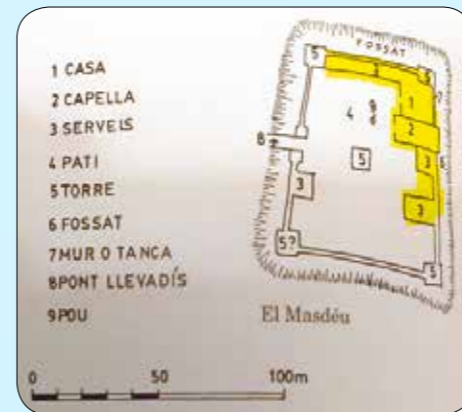 1 CASA
2 CAPELLA
3 SERVEIS
4 PATI
5 TORRE
6 FOSSAT
7 MUR O TANCA
8 PONT LLEVADÍS
9 POU
FOSSAT
5
5
3
1
7
4
9
2
8
5
3
6
3
3
5?
5
El Masdéu
0
50
100m